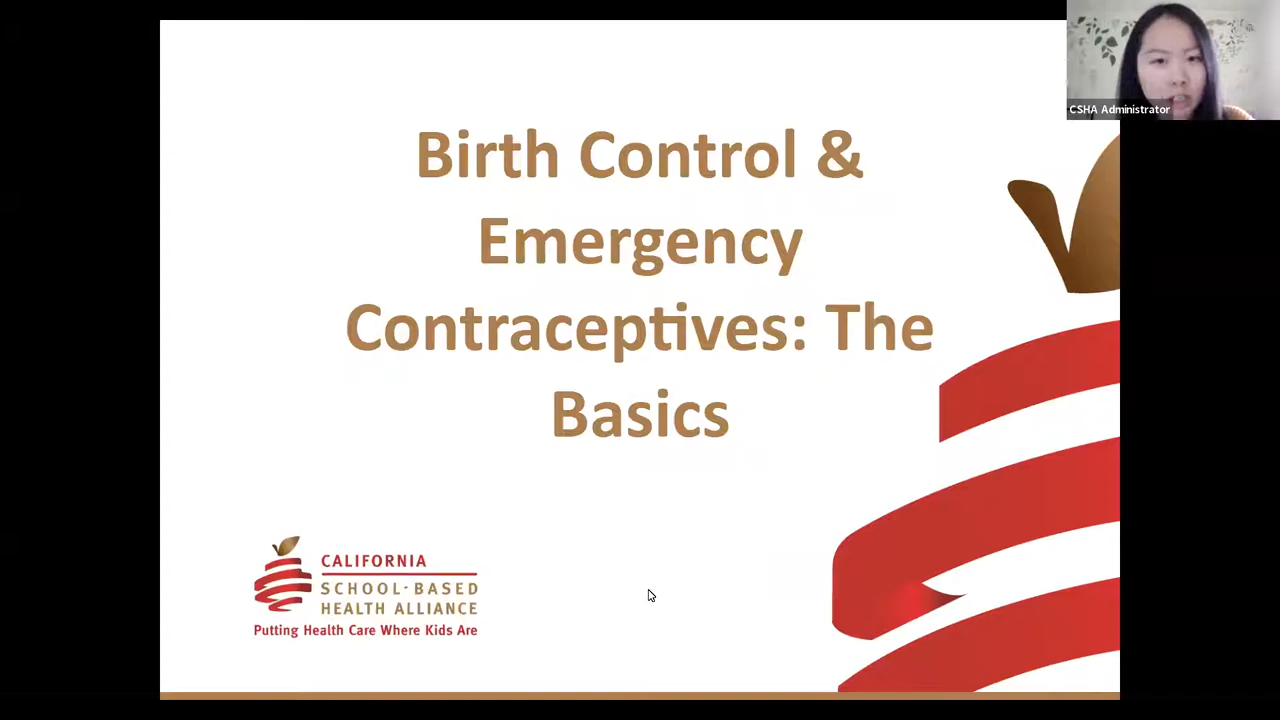 CSHA Administrator
Birth Control &
Emergency
Contraceptives: The
Basics
CALIFORNIA
SCHOOL-BASED
HEALTH ALLIANCE
Putting Health Care Where Kids Are